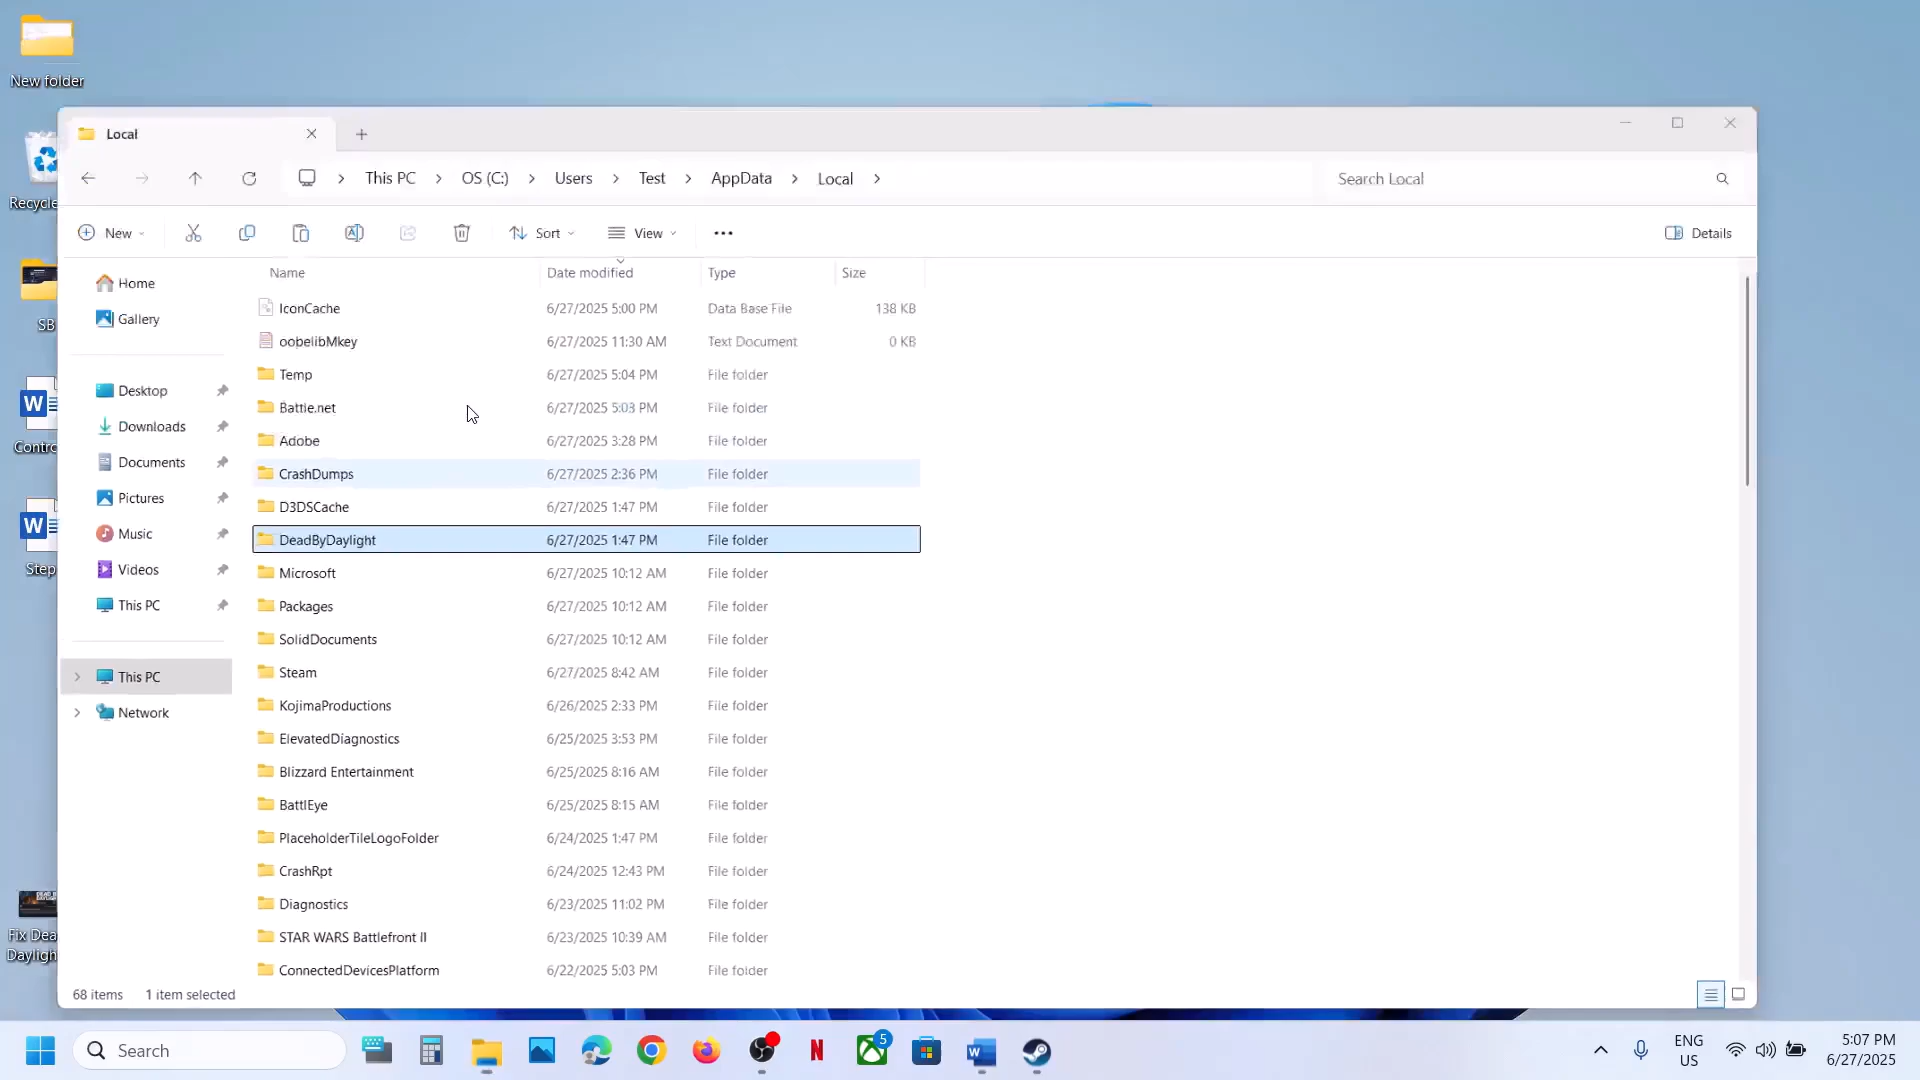 New folder
Local
This PC
OS (C:)
Users
Test
AppData
Local
Search Local
Recycle
New
Sort
View
Details
Name
Date modified
Type
Size
Home
Gallery
Desktop
Downloads
Documents
Pictures
Music
Videos
This PC
This PC
Network
SB
Contro
Step
Fix Dea
Daylight
IconCache 6/27/2025 5:00 PM Data Base File 138 KB
oobelibMkey 6/27/2025 11:30 AM Text Document 0 KB
Temp 6/27/2025 5:04 PM File folder
Battle.net 6/27/2025 5:03 PM File folder
Adobe 6/27/2025 3:28 PM File folder
CrashDumps 6/27/2025 2:36 PM File folder
D3DSCache 6/27/2025 1:47 PM File folder
DeadByDaylight 6/27/2025 1:47 PM File folder
Microsoft 6/27/2025 10:12 AM File folder
Packages 6/27/2025 10:12 AM File folder
SolidDocuments 6/27/2025 10:12 AM File folder
Steam 6/27/2025 8:42 AM File folder
KojimaProductions 6/26/2025 2:33 PM File folder
ElevatedDiagnostics 6/25/2025 3:53 PM File folder
Blizzard Entertainment 6/25/2025 8:16 AM File folder
BattlEye 6/25/2025 8:15 AM File folder
PlaceholderTileLogoFolder 6/24/2025 1:47 PM File folder
CrashRpt 6/24/2025 12:43 PM File folder
Diagnostics 6/23/2025 11:02 PM File folder
STAR WARS Battlefront II 6/23/2025 10:39 AM File folder
ConnectedDevicesPlatform 6/22/2025 5:03 PM File folder
68 items
1 item selected
Search
5
ENG
US
5:07 PM
6/27/2025